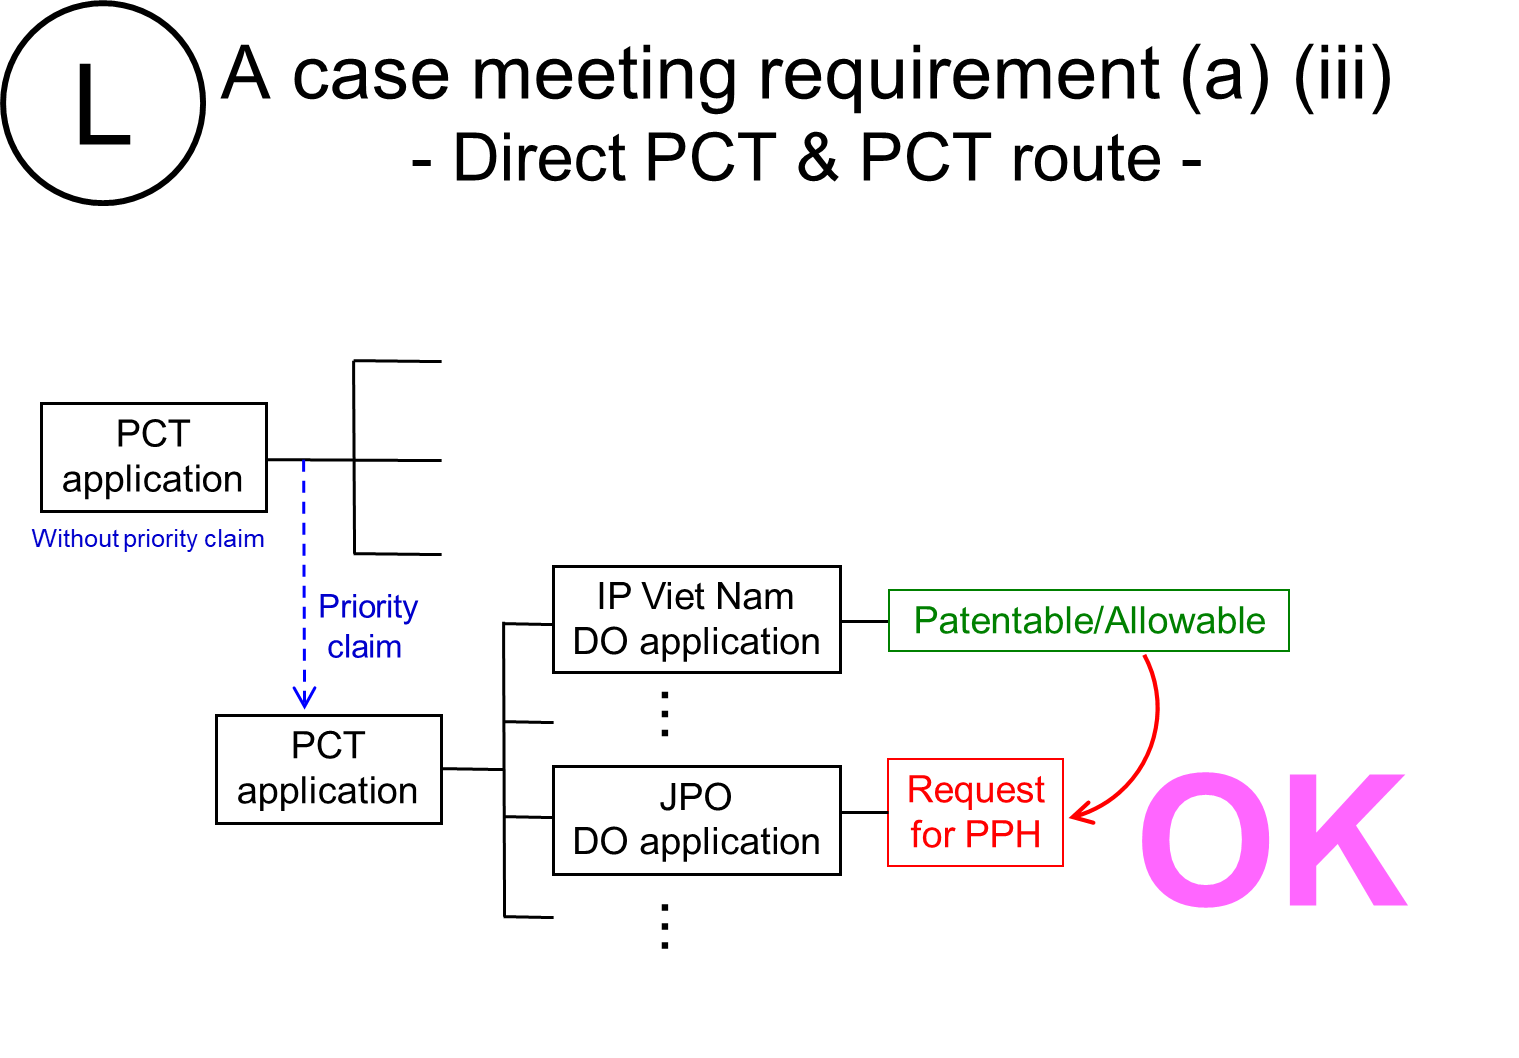 L
A case meeting requirement (a) (iii)
- Direct PCT & PCT route -
PCT
application
Without priority claim
Priority
claim
PCT
application
IP Viet Nam
DO application
Patentable/Allowable
JPO
DO application
Request
for PPH
OK